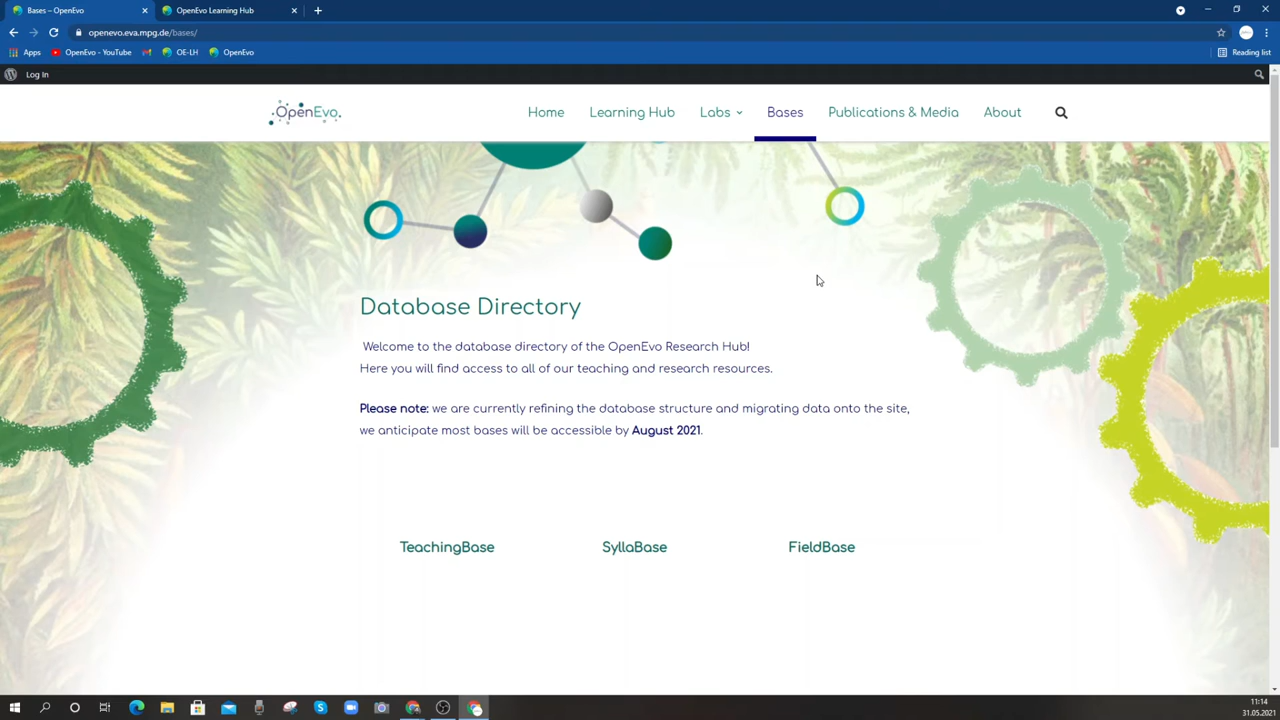 Bases – OpenEvo
OpenEvo Learning Hub
openevo.eva.mpg.de/bases/
Apps
OpenEvo - YouTube
OE-LH
OpenEvo
Reading list
Log In
OpenEvo.
Home
Learning Hub
Labs
Bases
Publications & Media
About
Database Directory
Welcome to the database directory of the OpenEvo Research Hub!
Here you will find access to all of our teaching and research resources.
Please note: we are currently refining the database structure and migrating data onto the site,
we anticipate most bases will be accessible by August 2021.
TeachingBase
SyllaBase
FieldBase
11:14
31.05.2021